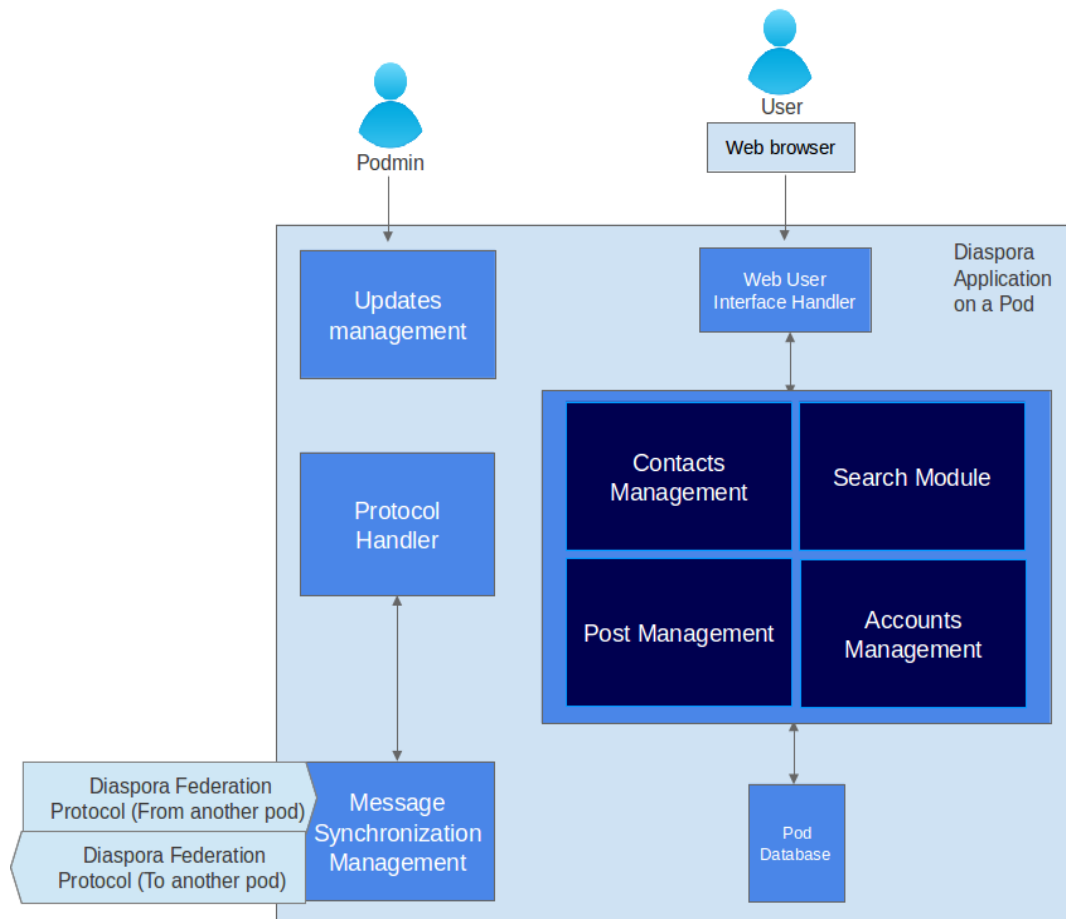 User
Web browser
Podmin
Diaspora
Application
on a Pod
Updates
management
Web User
Interface Handler
Contacts
Management
Search Module
Protocol
Handler
Post Management
Accounts
Management
Diaspora Federation
Protocol (From another pod)
Diaspora Federation
Protocol (To another pod)
Message
Synchronization
Management
Pod
Database